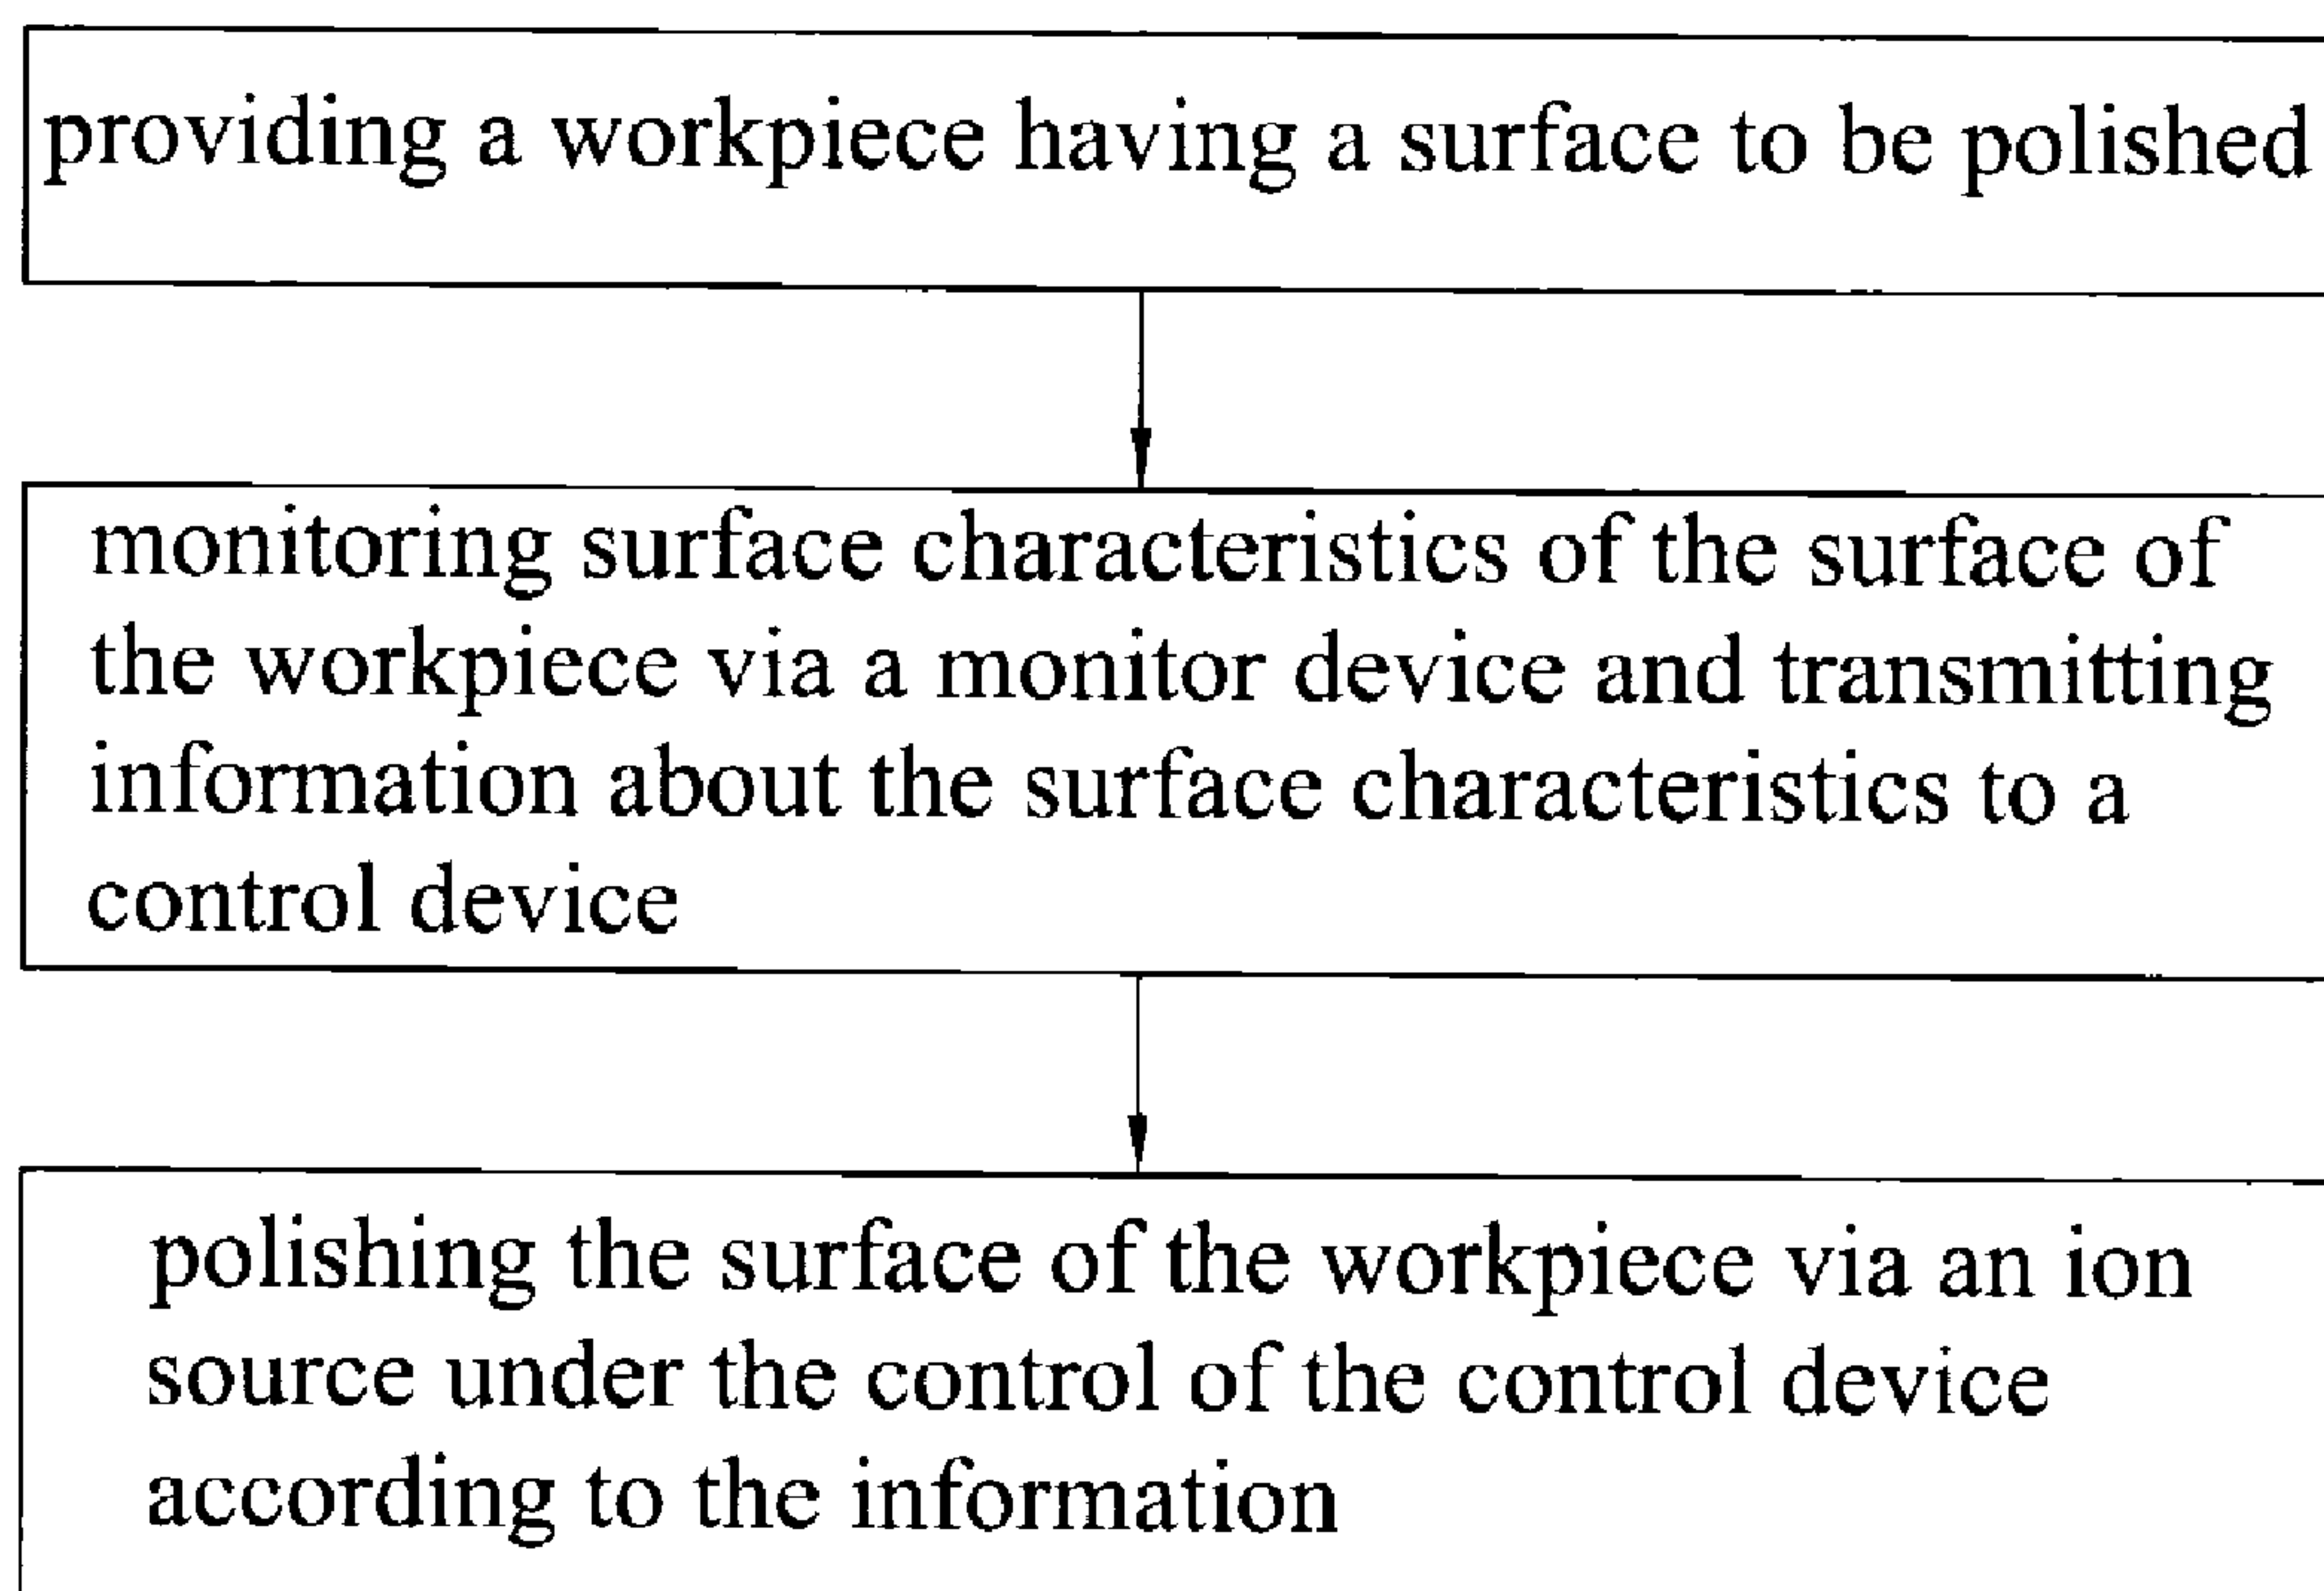 providing a workpiece having a surface to be polished
monitoring surface characteristics of the surface of
the workpiece via a monitor device and transmitting
information about the surface characteristics to a
control device
polishing the surface of the workpiece via an ion
source under the control of the control device
according to the information